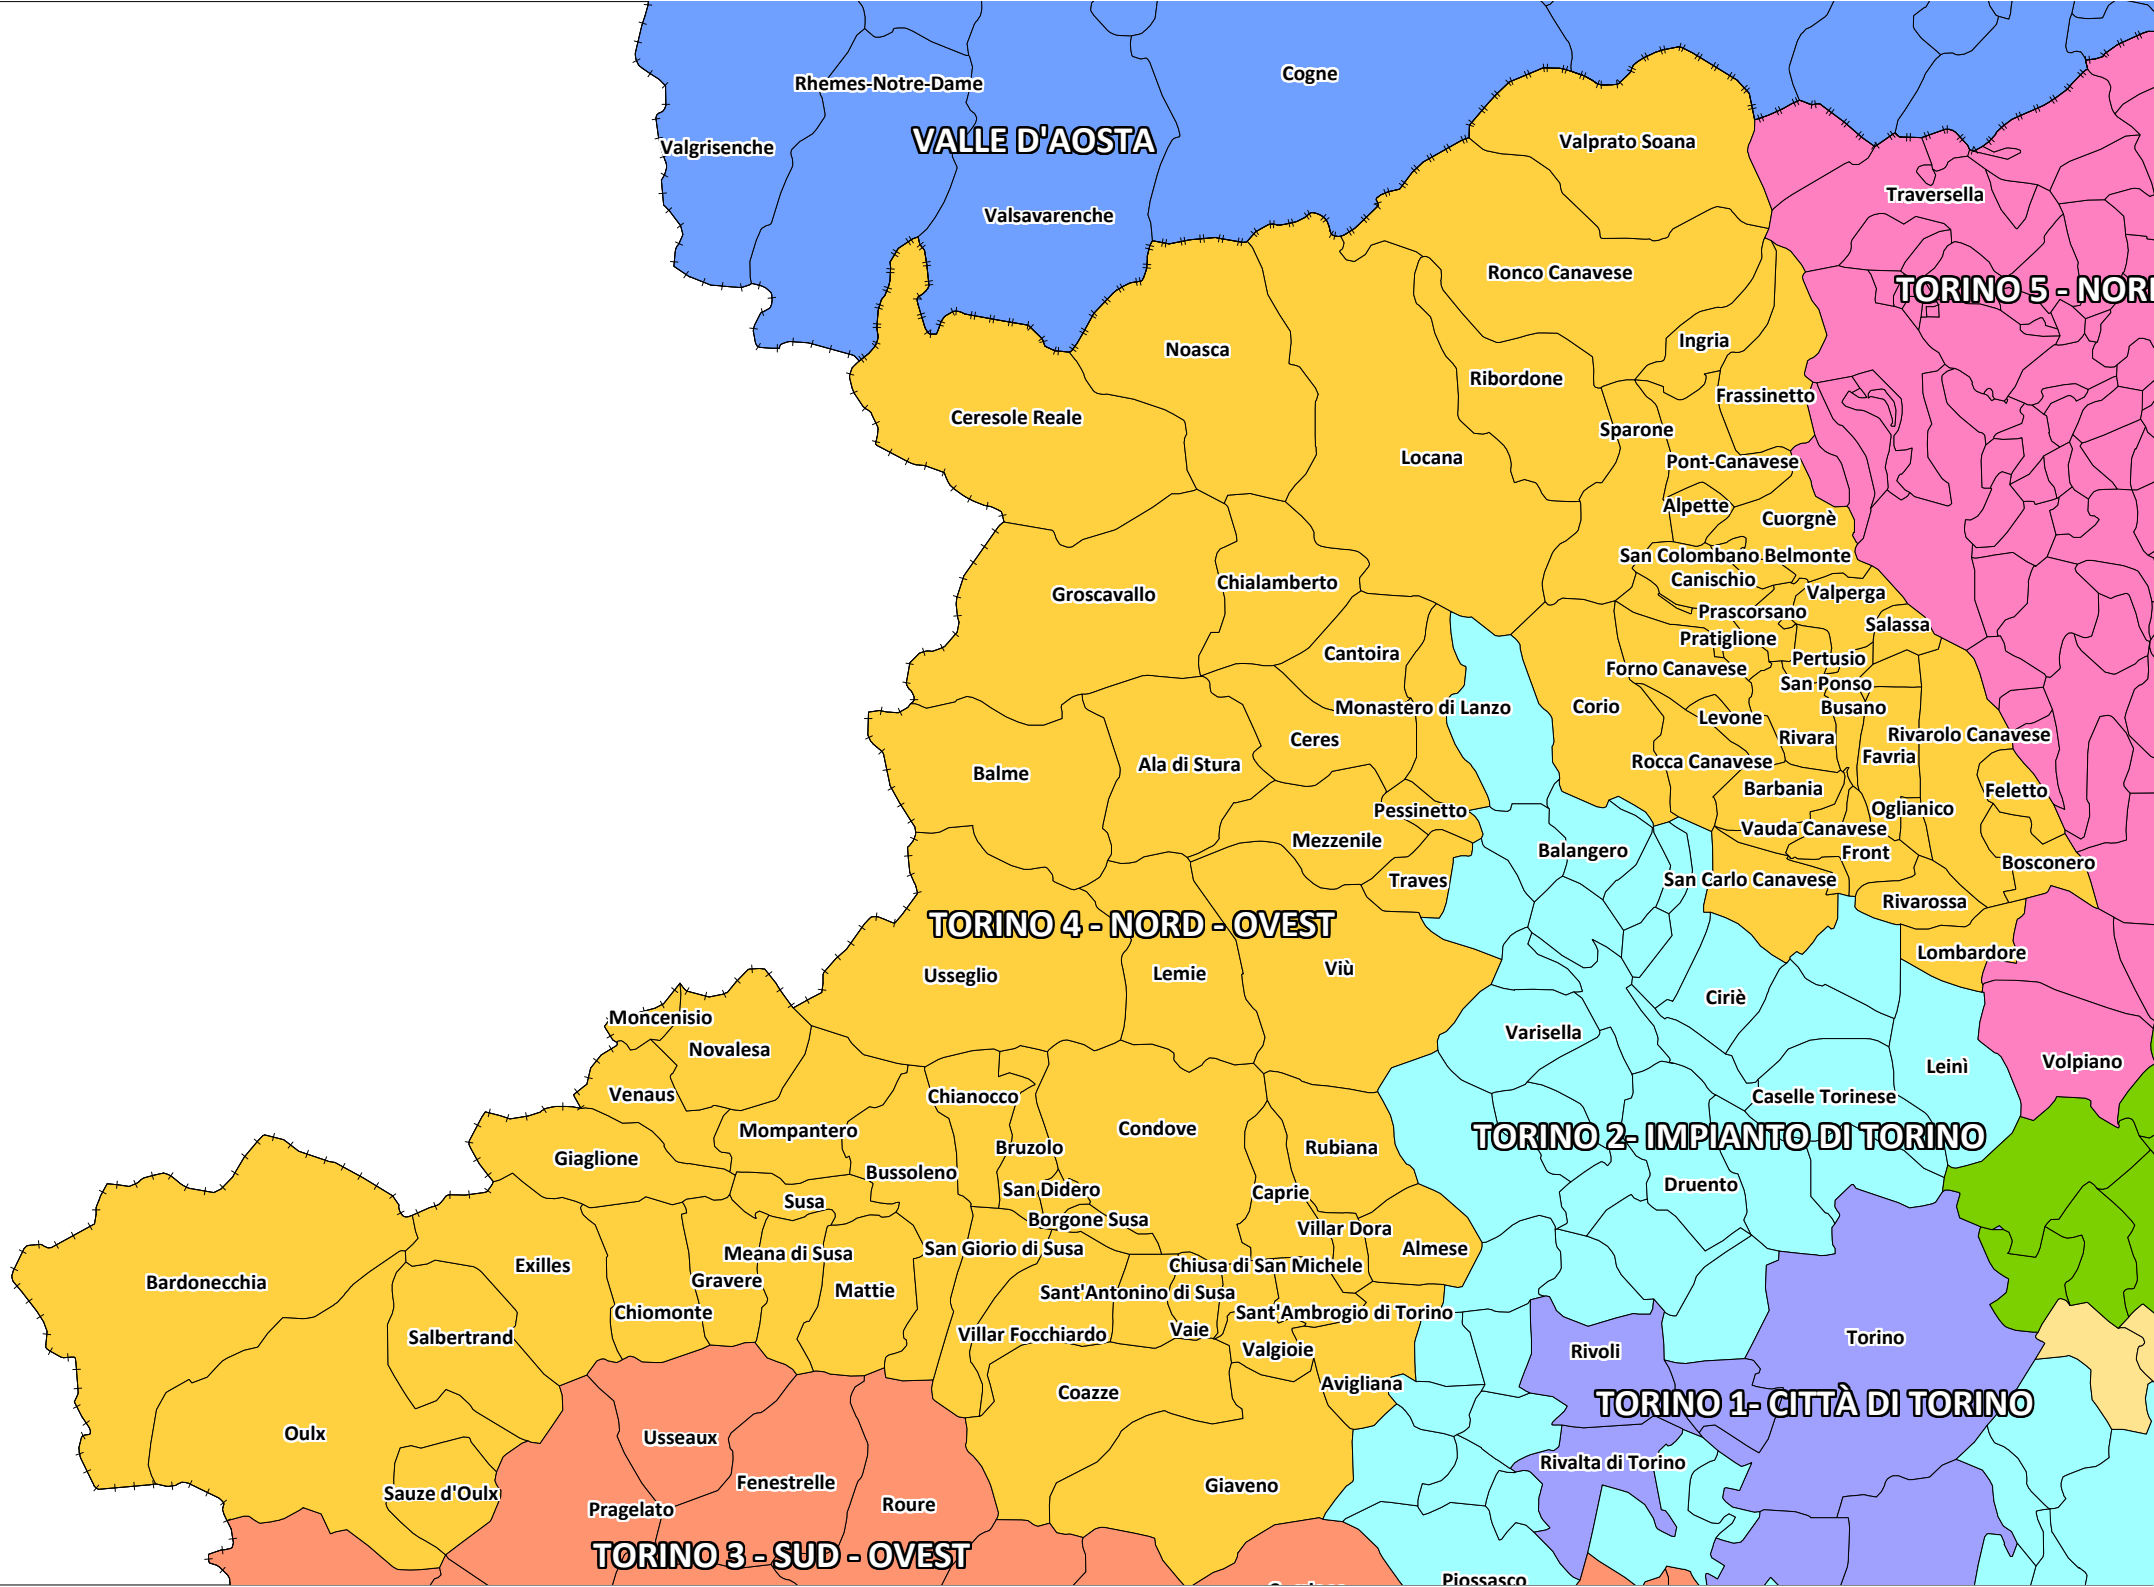 Cogne
Rhemes-Notre-Dame
VALLE D'AOSTA
Valprato Soana
Valgrisenche
Traversella
Valsavarenche
Ronco Canavese
TORINO 5 - NOR
Ingria
Noasca
Ribordone
Frassinetto
Ceresole Reale
Sparone
Locana
Pont-Canavese
Alpette
Cuorgnè
San Colombano Belmonte
Canischio
Chialamberto
Groscavallo
Valperga
Prascorsano
Salassa
Pratiglione
Cantoira
Pertusio
Forno Canavese
San Ponso
Monastero di Lanzo
Corio
Busano
Levone
Ceres
Rivara
Rivarolo Canavese
Favria
Ala di Stura
Rocca Canavese
Balme
Barbania
Feletto
Pessinetto
Oglianico
Vauda Canavese
Mezzenile
Balangero
Front
Bosconero
Traves
San Carlo Canavese
Rivarossa
TORINO 4 - NORD - OVEST
Lombardore
Usseglio
Lemie
Viù
Ciriè
Moncenisio
Varisella
Novalesa
Volpiano
Leinì
Venaus
Chianocco
Caselle Torinese
Mompantero
Condove
TORINO 2- IMPIANTO DI TORINO
Bruzolo
Rubiana
Giaglione
Bussoleno
Druento
San Didero
Caprie
Susa
Borgone Susa
Villar Dora
San Giorio di Susa
Almese
Meana di Susa
Exilles
Chiusa di San Michele
Bardonecchia
Gravere
Mattie
Sant'Antonino di Susa
Chiomonte
Sant'Ambrogio di Torino
Salbertrand
Villar Focchiardo
Vaie
Torino
Valgioie
Rivoli
Avigliana
Coazze
TORINO 1- CITTÀ DI TORINO
Oulx
Usseaux
Rivalta di Torino
Fenestrelle
Giaveno
Sauze d'Oulx
Roure
Pragelato
TORINO 3 - SUD - OVEST
Piossasco